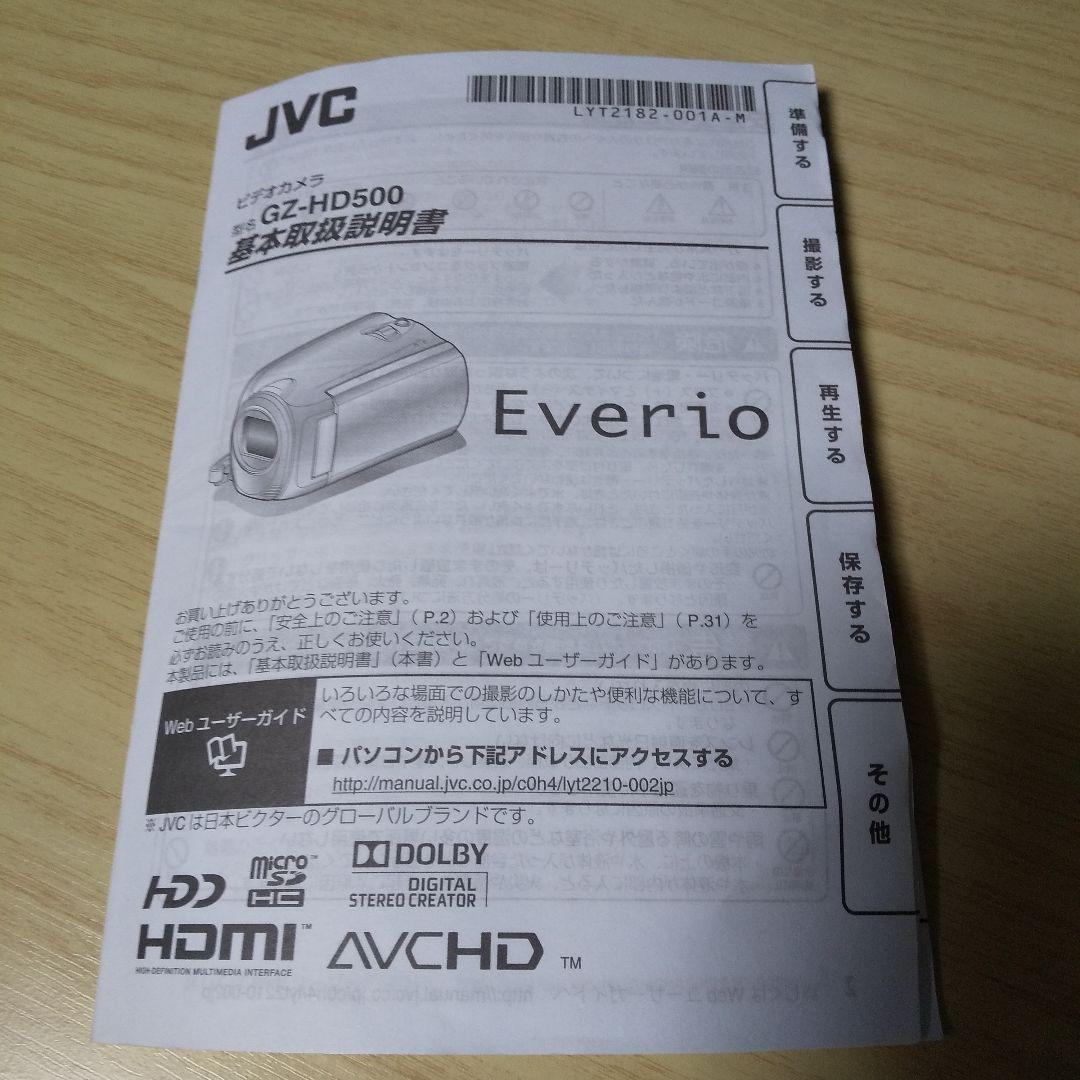 JVC
LYT2182-001A-M
ビデオカメラ
型名 GZ-HD500
基本取扱説明書
準備する
撮影する
再生する
保存する
その他
Everio
お買い上げありがとうございます。
ご使用の前に、「安全上のご注意」( P.2) および「使用上のご注意」( P.31) を
必ずお読みのうえ、正しくお使いください。
本製品には、「基本取扱説明書」(本書) と「Web ユーザーガイド」があります。
Web ユーザーガイド
いろいろな場面での撮影のしかたや便利な機能について、す
べての内容を説明しています。
■ パソコンから下記アドレスにアクセスする
http://manual.jvc.co.jp/c0h4/lyt2210-002jp
※ JVC は日本ビクターのグローバルブランドです。
HDD
micro™
SD
HC
DOLBY
DIGITAL
STEREO CREATOR
HDMI™
HIGH-DEFINITION MULTIMEDIA INTERFACE
AVCHD ™